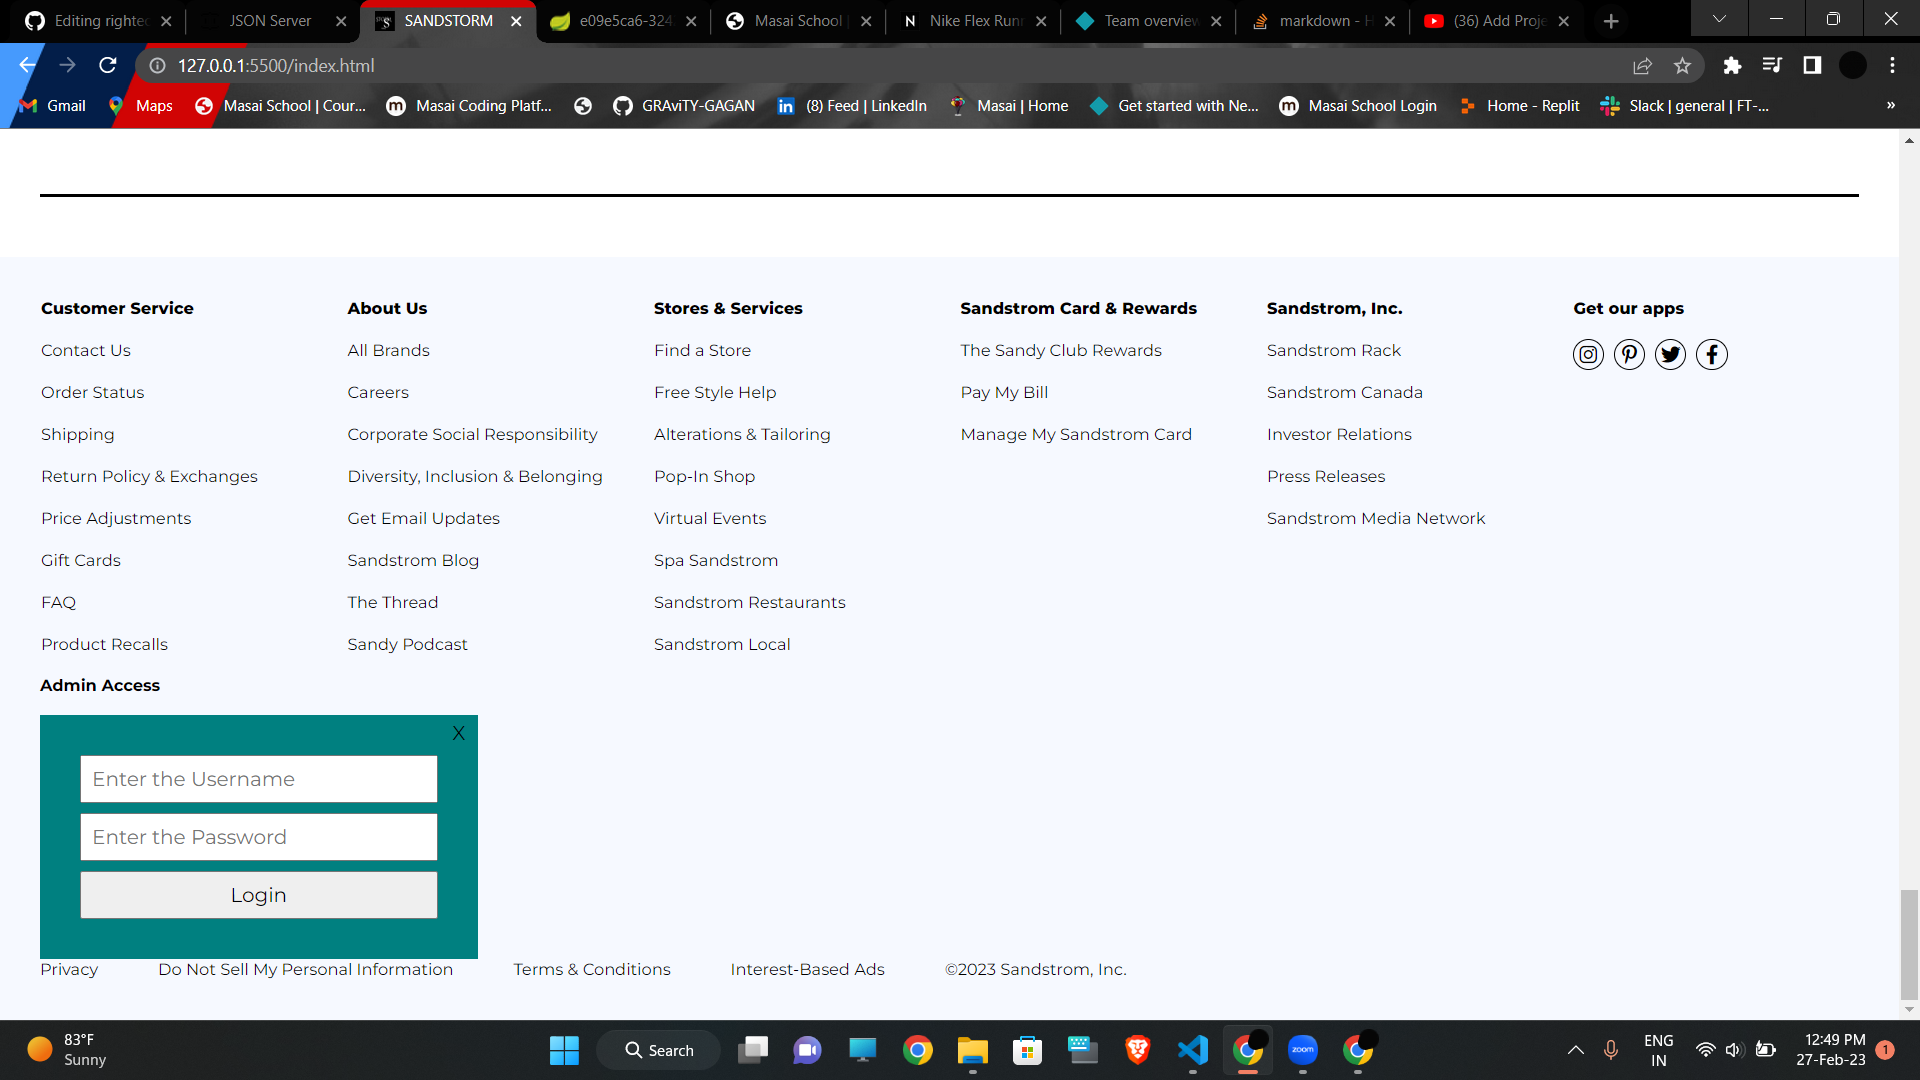 Editing righted
JSON Server
SANDSTORM
e09e5ca6-324
Masai School |
Nike Flex Runn
Team overview
markdown - H
(36) Add Proje
127.0.0.1:5500/index.html
Gmail
Maps
Masai School | Cour...
Masai Coding Platf...
GRAviTY-GAGAN
(8) Feed | LinkedIn
Masai | Home
Get started with Ne...
Masai School Login
Home - Replit
Slack | general | FT-...
»
Customer Service
Contact Us
Order Status
Shipping
Return Policy & Exchanges
Price Adjustments
Gift Cards
FAQ
Product Recalls
About Us
All Brands
Careers
Corporate Social Responsibility
Diversity, Inclusion & Belonging
Get Email Updates
Sandstrom Blog
The Thread
Sandy Podcast
Stores & Services
Find a Store
Free Style Help
Alterations & Tailoring
Pop-In Shop
Virtual Events
Spa Sandstrom
Sandstrom Restaurants
Sandstrom Local
Sandstrom Card & Rewards
The Sandy Club Rewards
Pay My Bill
Manage My Sandstrom Card
Sandstrom, Inc.
Sandstrom Rack
Sandstrom Canada
Investor Relations
Press Releases
Sandstrom Media Network
Get our apps
Admin Access
X
Enter the Username
Enter the Password
Login
Privacy
Do Not Sell My Personal Information
Terms & Conditions
Interest-Based Ads
©2023 Sandstrom, Inc.
83°F
Sunny
Search
zoom
ENG
IN
12:49 PM
27-Feb-23
1